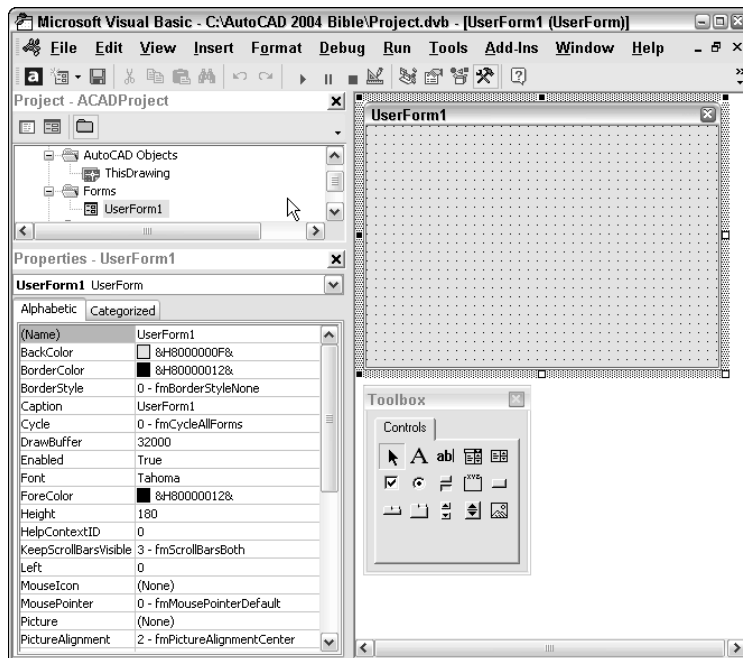 Microsoft Visual Basic - C:\AutoCAD 2004 Bible\Project.dvb - [UserForm1 (UserForm)]
File Edit View Insert Format Debug Run Tools Add-Ins Window Help
Project - ACADProject
AutoCAD Objects
ThisDrawing
Forms
UserForm1
Properties - UserForm1
UserForm1 UserForm
Alphabetic Categorized
(Name) UserForm1
BackColor &H8000000F&
BorderColor &H80000012&
BorderStyle 0 - fmBorderStyleNone
Caption UserForm1
Cycle 0 - fmCycleAllForms
DrawBuffer 32000
Enabled True
Font Tahoma
ForeColor &H80000012&
Height 180
HelpContextID 0
KeepScrollBarsVisible 3 - fmScrollBarsBoth
Left 0
MouseIcon (None)
MousePointer 0 - fmMousePointerDefault
Picture (None)
PictureAlignment 2 - fmPictureAlignmentCenter
UserForm1
Toolbox
Controls
A ab
xyz